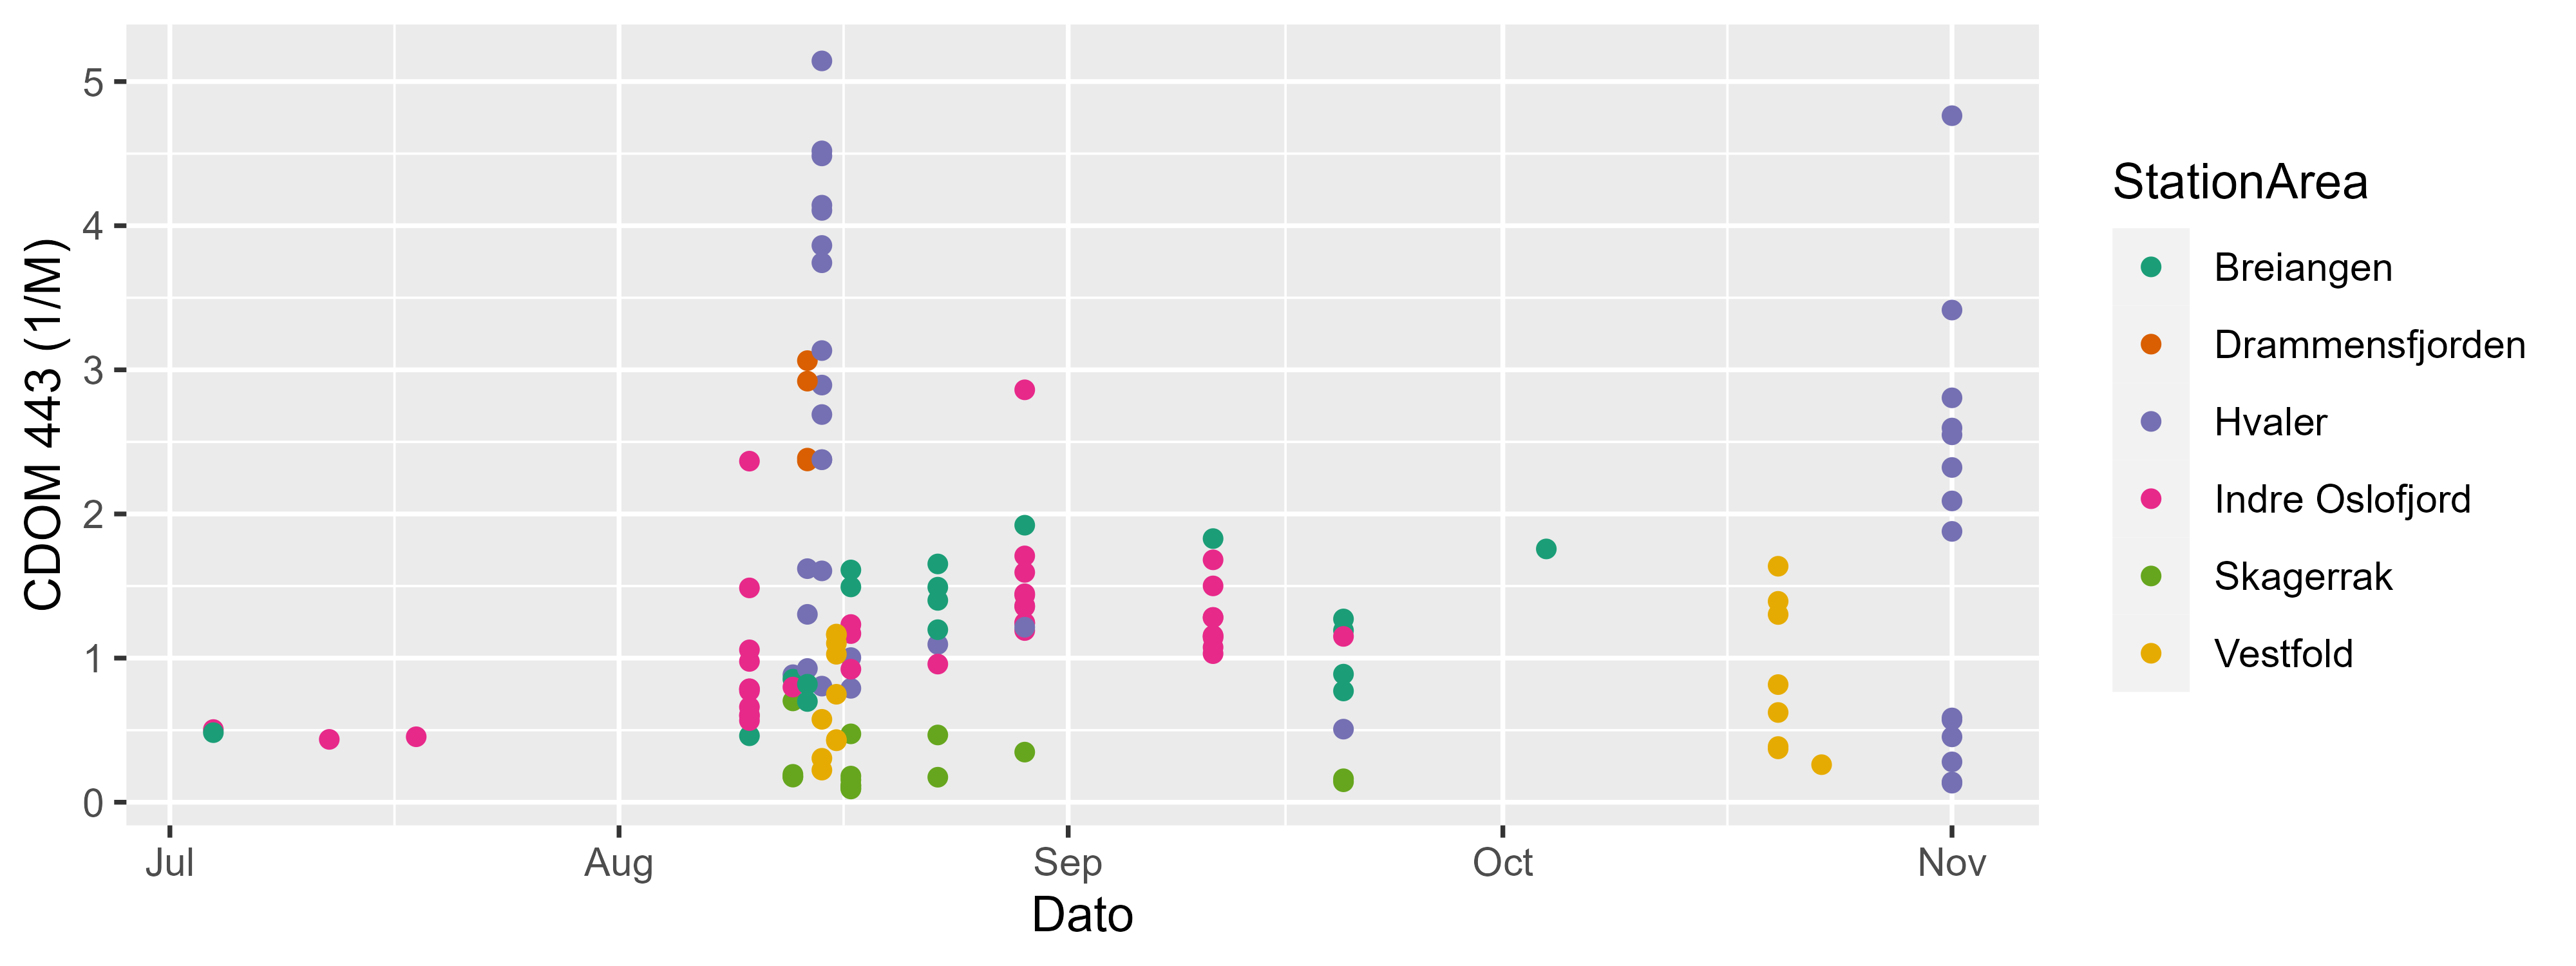 CDOM 443 (1/M)
5
4
3
2
1
0
Jul Aug Sep Oct Nov
Dato
StationArea
Breiangen
Drammensfjorden
Hvaler
Indre Oslofjord
Skagerrak
Vestfold